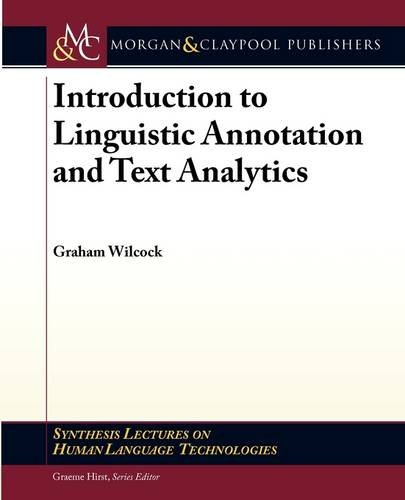 M
&C
MORGAN&CLAYPOOL PUBLISHERS
Introduction to
Linguistic Annotation
and Text Analytics
Graham Wilcock
SYNTHESIS LECTURES ON
HUMAN LANGUAGE TECHNOLOGIES
Graeme Hirst, Series Editor